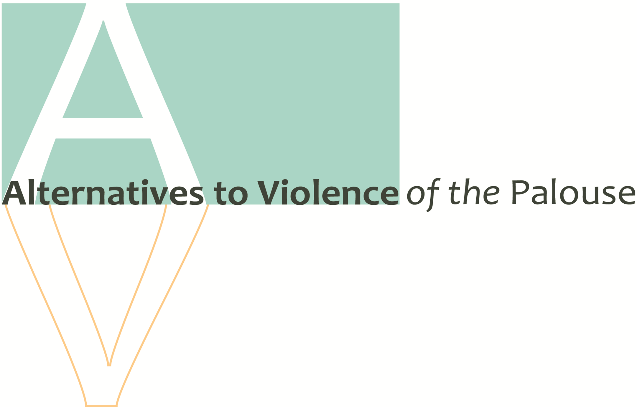 A
Alternatives to Violence of the Palouse
V